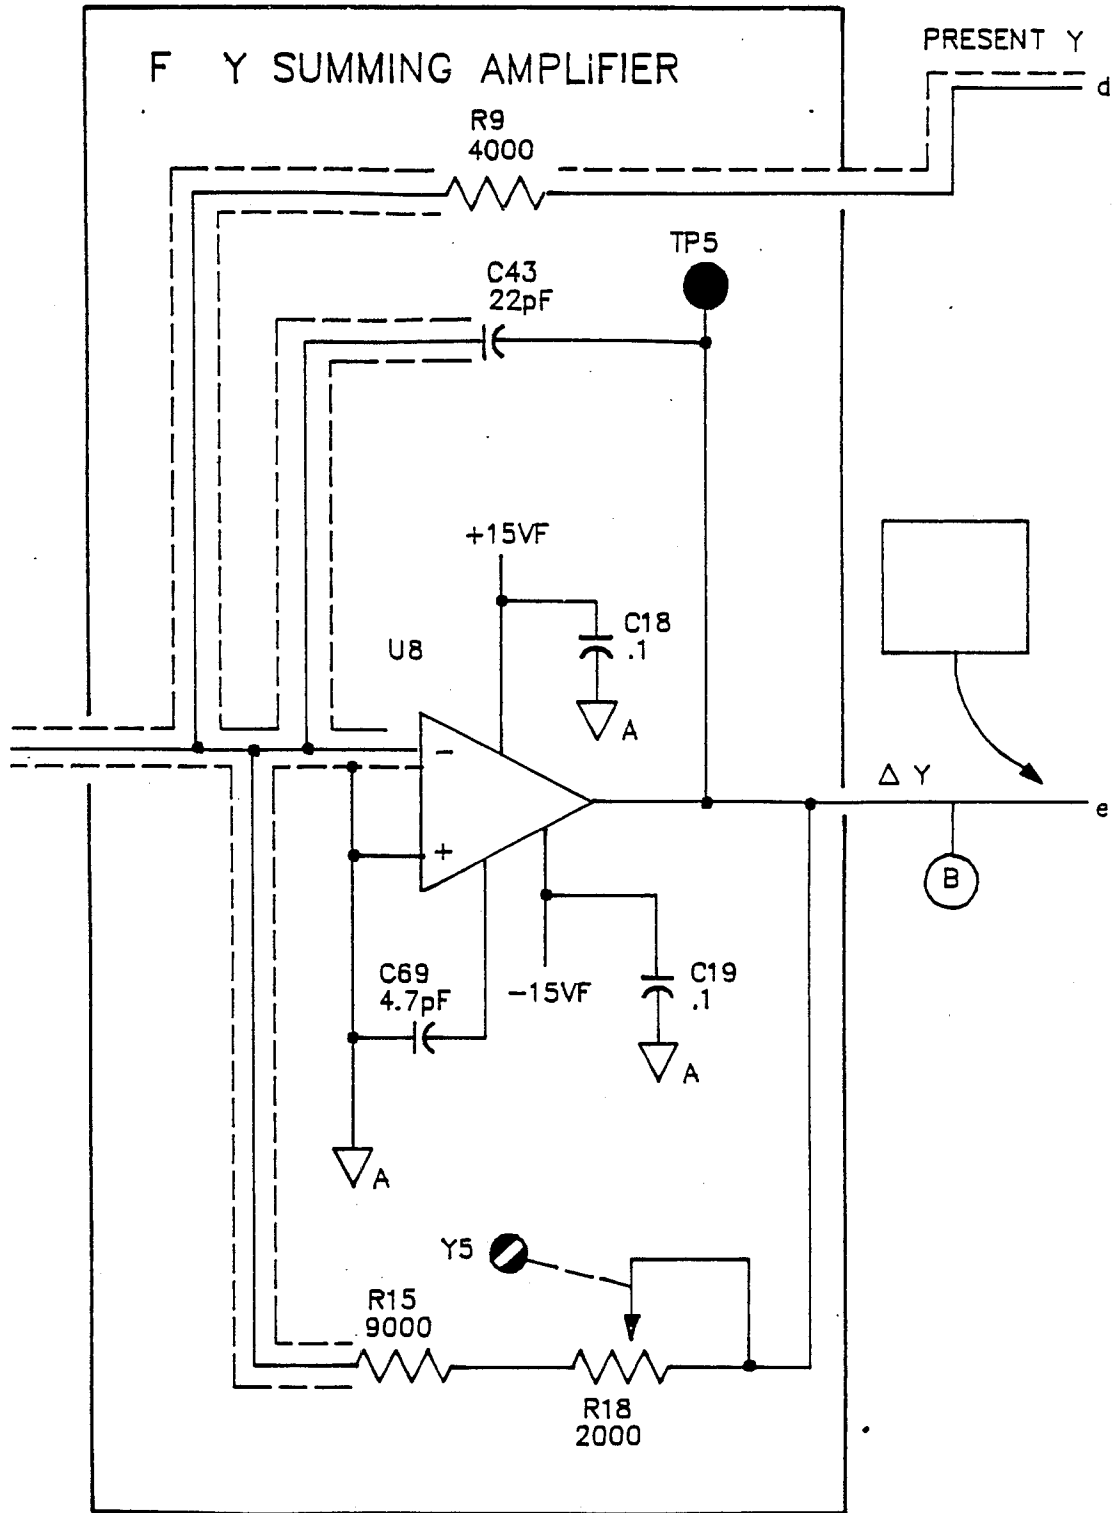 PRESENT Y
d
F Y SUMMING AMPLiFIER
R9
4000
TP5
C43
22pF
+15VF
C18
.1
U8
A
-
Δ Y
e
+
B
C69
4.7pF
-15VF
C19
.1
A
A
Y5
R15
9000
R18
2000